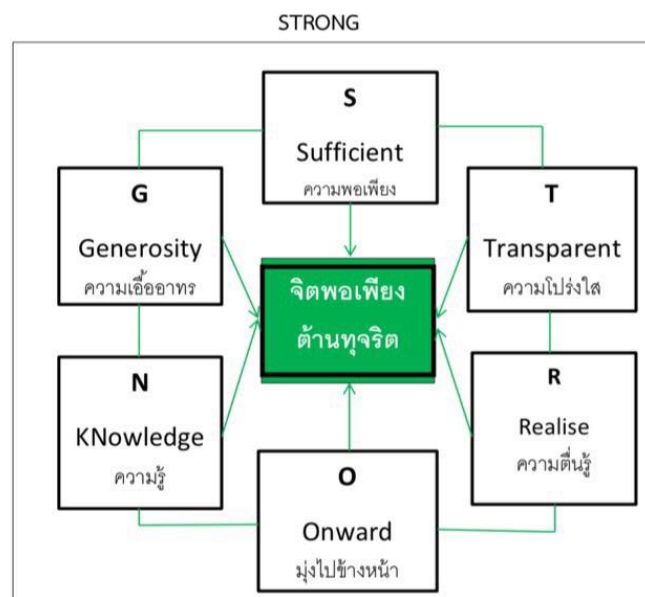 STRONG
S
Sufficient
ความพอเพียง
G
Generosity
ความเอื้ออาทร
T
Transparent
ความโปร่งใส
จิตพอเพียง
ต้านทุจริต
N
KNowledge
ความรู้
R
Realise
ความตื่นรู้
O
Onward
มุ่งไปข้างหน้า